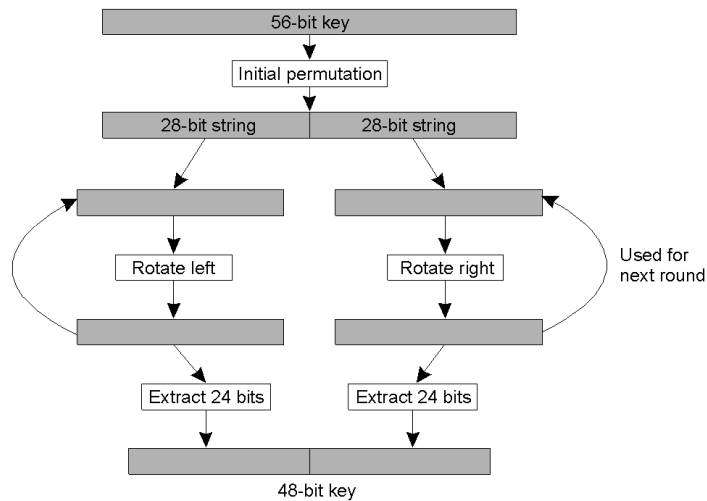 56-bit key
Initial permutation
28-bit string
28-bit string
Rotate left
Rotate right
Used for
next round
Extract 24 bits
Extract 24 bits
48-bit key